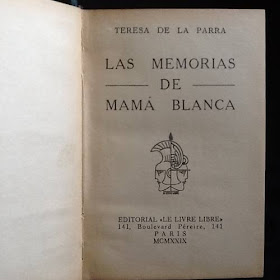 TERESA DE LA PARRA
LAS MEMORIAS
DE
MAMÁ BLANCA
EDITORIAL «LE LIVRE LIBRE»
141, Boulevard Péreire, 141
PARIS
MCMXXIX